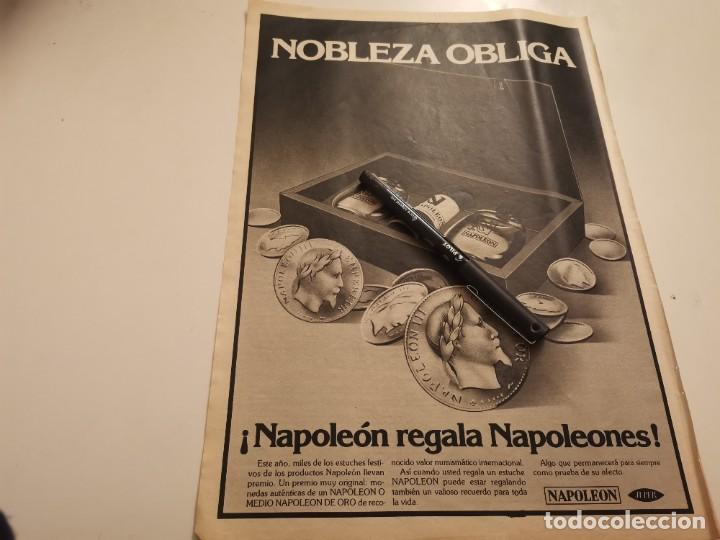 NOBLEZA OBLIGA
NAPOLEON
NAPOLEON
PILOT
NAPOLEON III
NAPOLEON III
¡Napoleón regala Napoleones!
Este año, miles de los estuches festi-
vos de los productos Napoleón llevan
premio. Un premio muy original: mo-
nedas auténticas de un NAPOLEON O
MEDIO NAPOLEON DE ORO de reco-
nocido valor numismático internacional.
Así cuando usted regala un estuche
NAPOLEON puede estar regalando
también un valioso recuerdo para toda
la vida.
Algo que permanecerá para siempre
como prueba de su afecto.
NAPOLEON
todocoleccion
todocoleccion.net